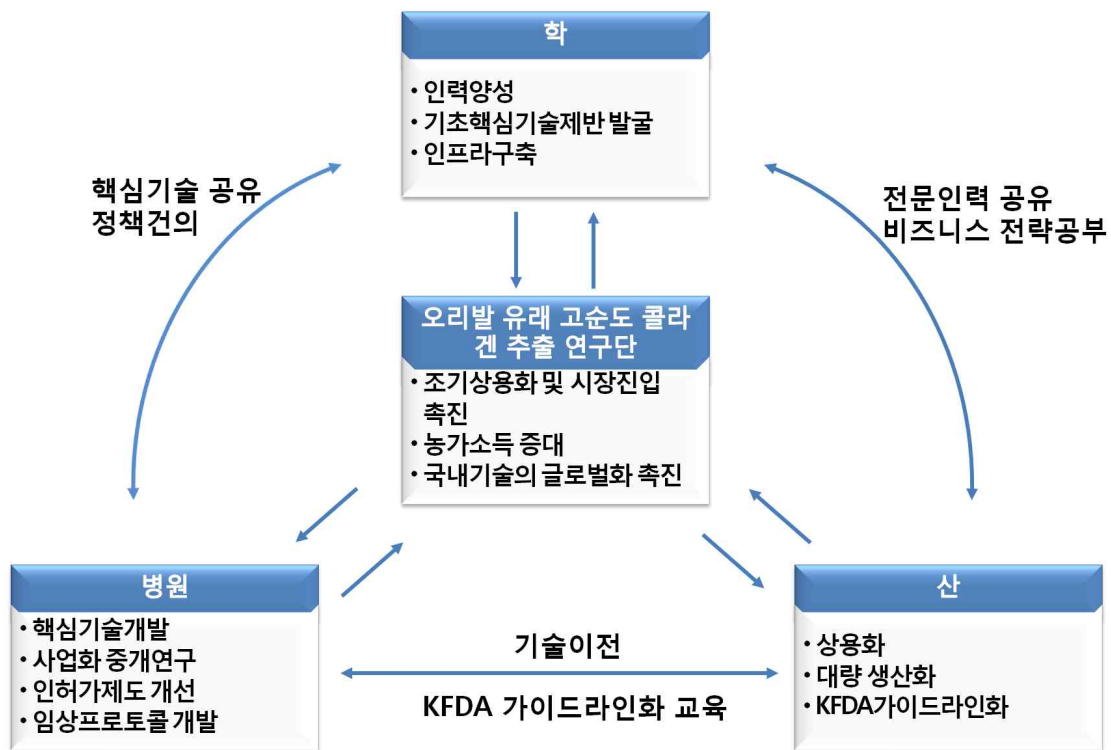 학
• 인력양성
• 기초핵심기술제반 발굴
• 인프라구축
핵심기술 공유
정책건의
전문인력 공유
비즈니스 전략공부
오리발 유래 고순도 콜라
겐 추출 연구단
• 조기상용화 및 시장진입
촉진
• 농가소득 증대
• 국내기술의 글로벌화 촉진
병원
• 핵심기술개발
• 사업화 중개연구
• 인허가제도 개선
• 임상프로토콜 개발
기술이전
KFDA 가이드라인화 교육
산
• 상용화
• 대량 생산화
• KFDA가이드라인화